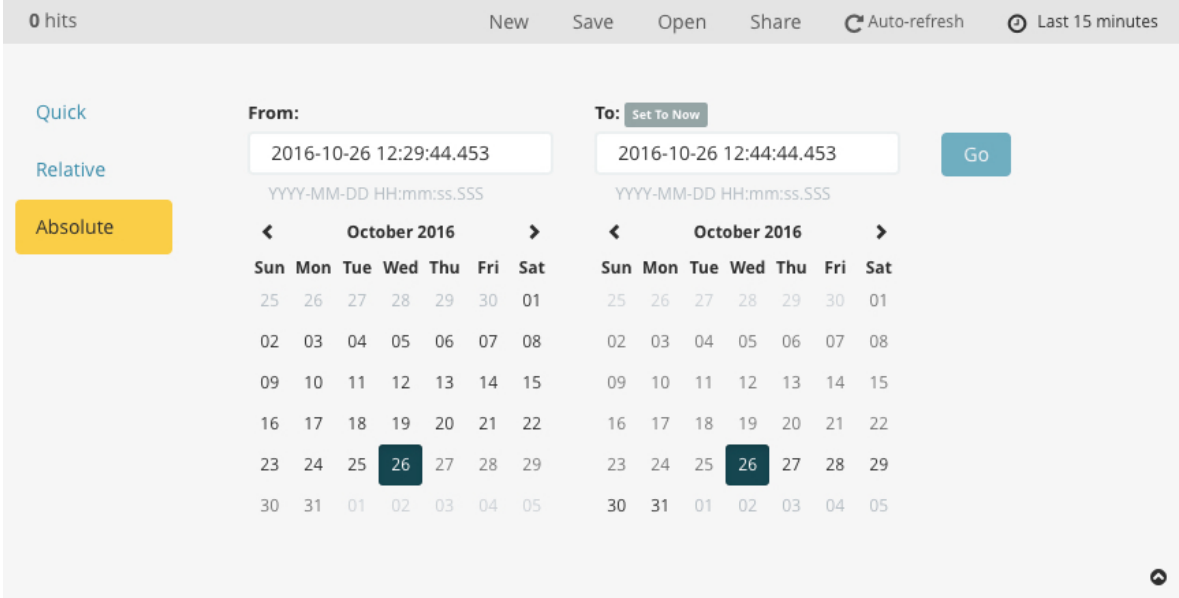 0 hits New Save Open Share Auto-refresh Last 15 minutes
Quick
Relative
Absolute
From:
2016-10-26 12:29:44.453
YYYY-MM-DD HH:mm:ss.SSS
October 2016
Sun Mon Tue Wed Thu Fri Sat
25 26 27 28 29 30 01
02 03 04 05 06 07 08
09 10 11 12 13 14 15
16 17 18 19 20 21 22
23 24 25 26 27 28 29
30 31 01 02 03 04 05
To: Set To Now
2016-10-26 12:44:44.453
YYYY-MM-DD HH:mm:ss.SSS
October 2016
Sun Mon Tue Wed Thu Fri Sat
25 26 27 28 29 30 01
02 03 04 05 06 07 08
09 10 11 12 13 14 15
16 17 18 19 20 21 22
23 24 25 26 27 28 29
30 31 01 02 03 04 05
Go